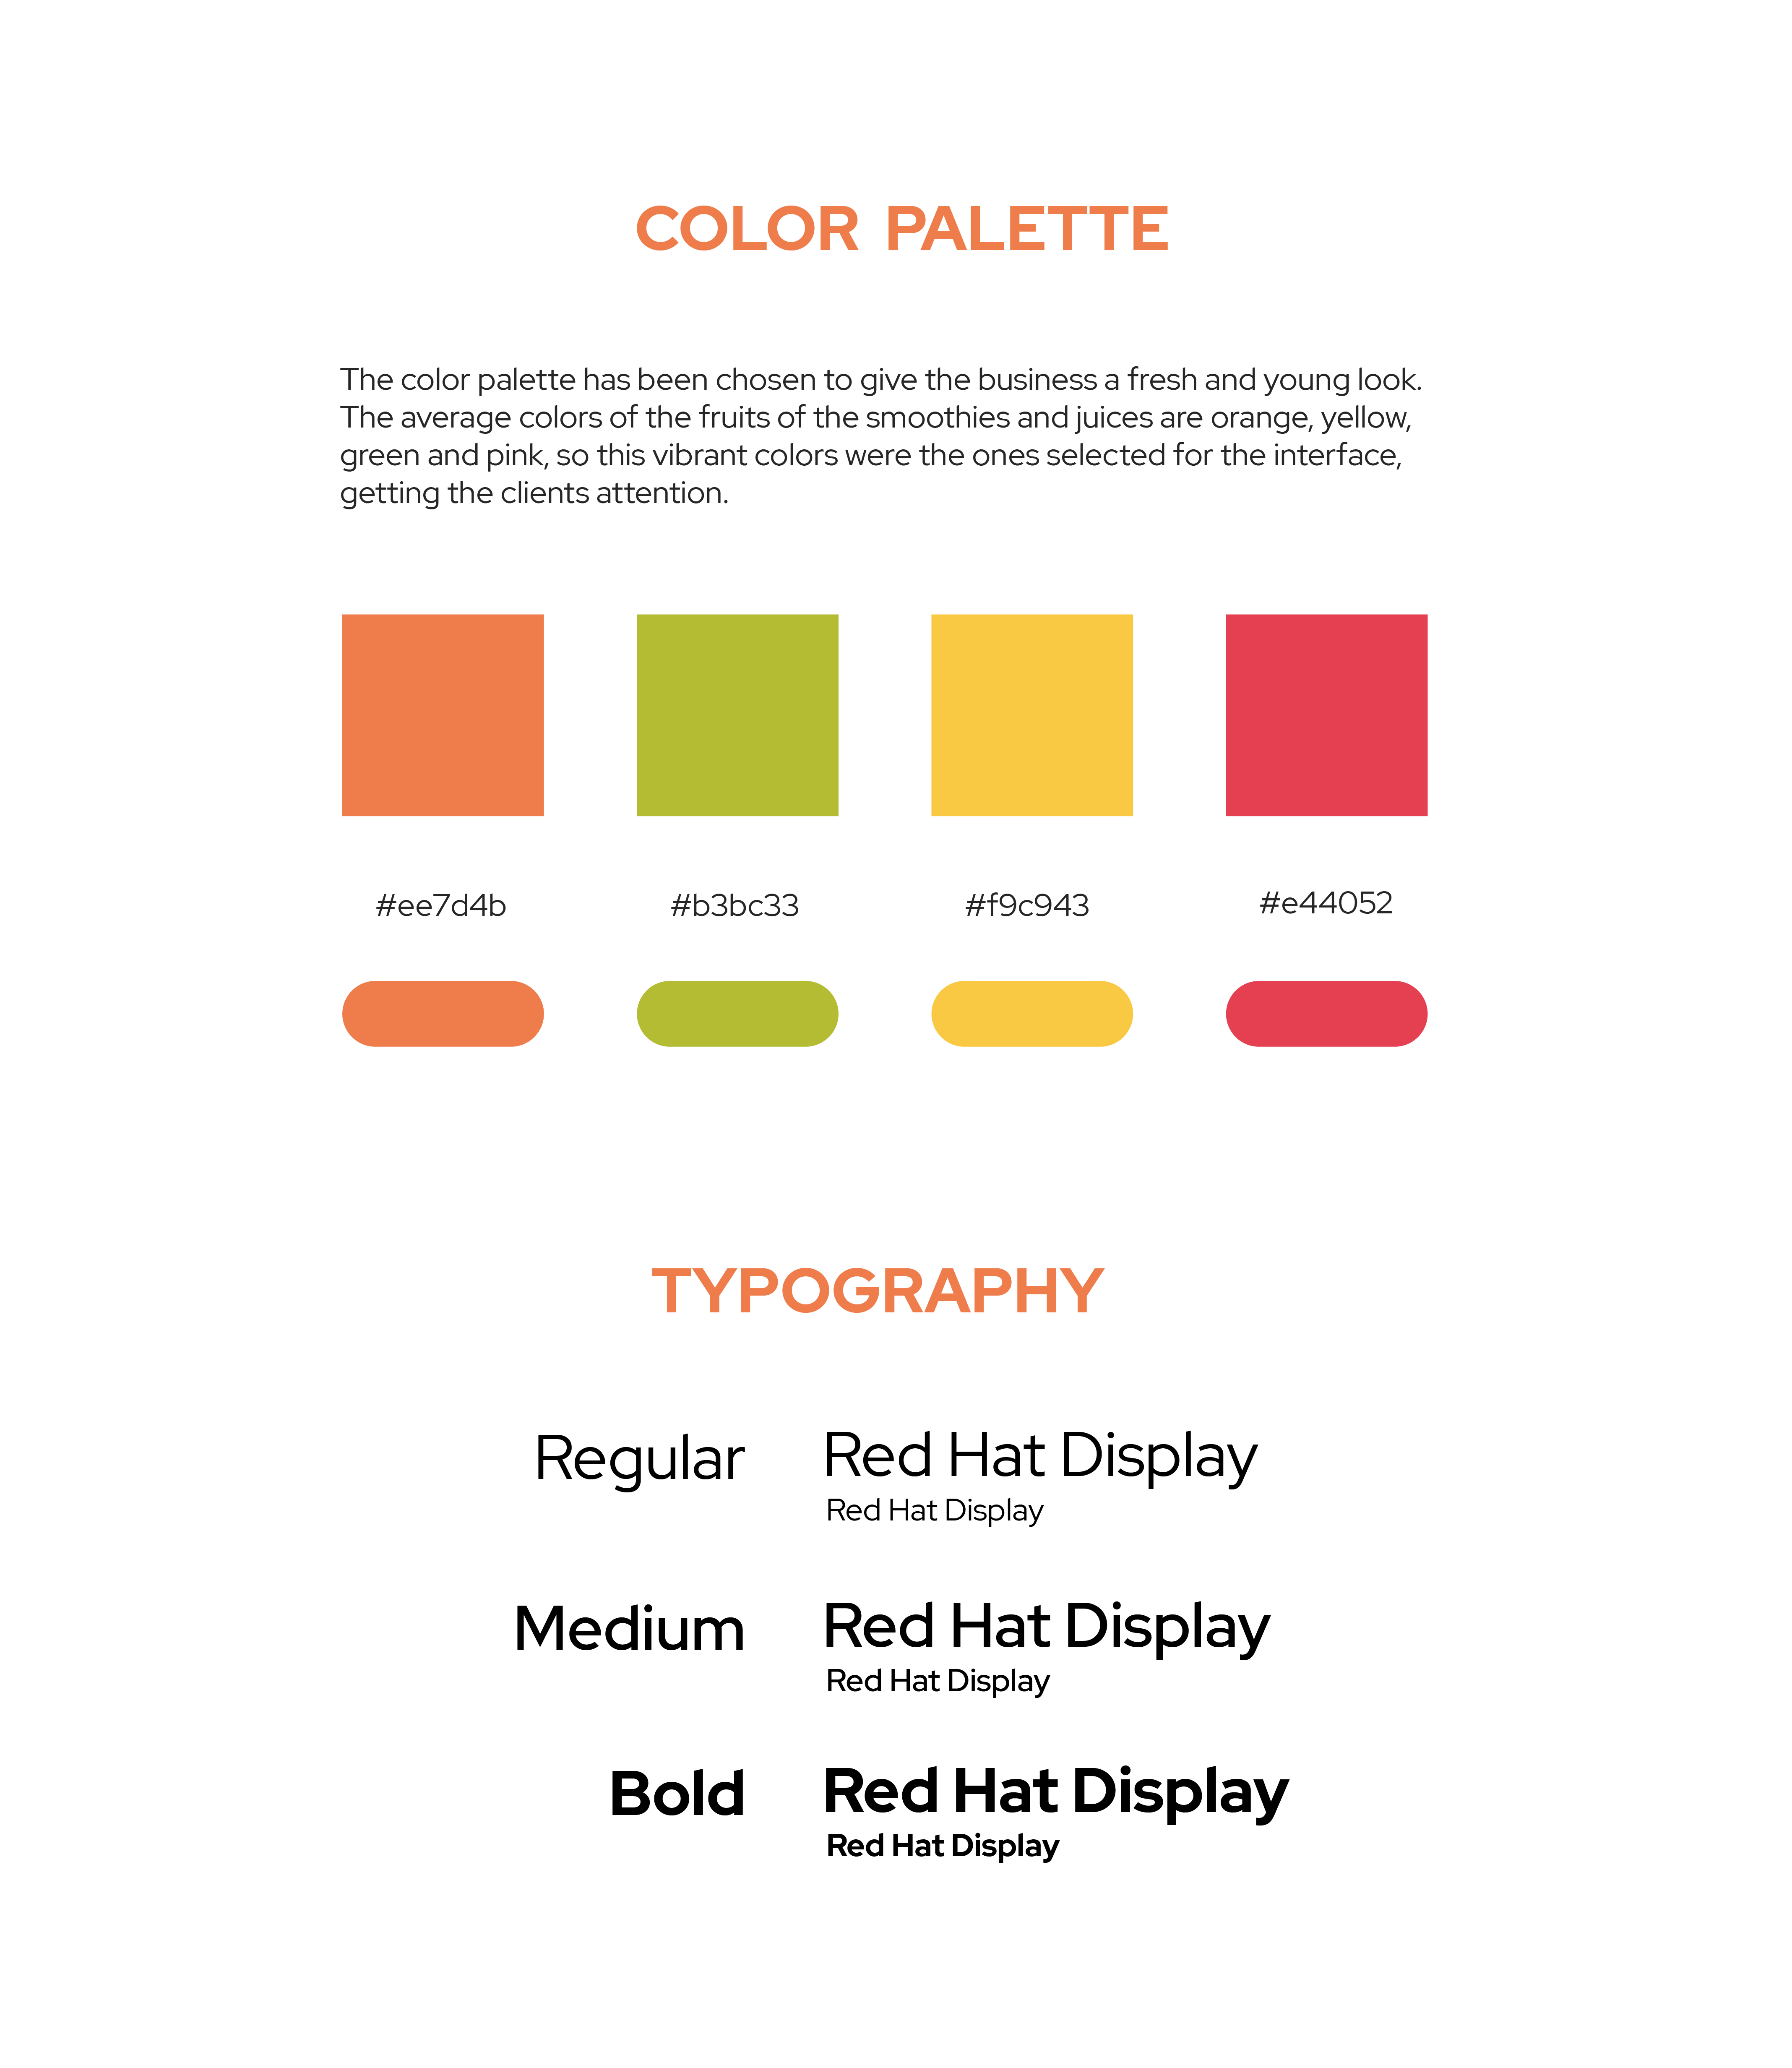 COLOR PALETTE
The color palette has been chosen to give the business a fresh and young look.
The average colors of the fruits of the smoothies and juices are orange, yellow,
green and pink, so this vibrant colors were the ones selected for the interface,
getting the clients attention.
#ee7d4b
#b3bc33
#f9c943
#e44052
TYPOGRAPHY
Regular
Red Hat Display
Red Hat Display
Medium
Red Hat Display
Red Hat Display
Bold
Red Hat Display
Red Hat Display